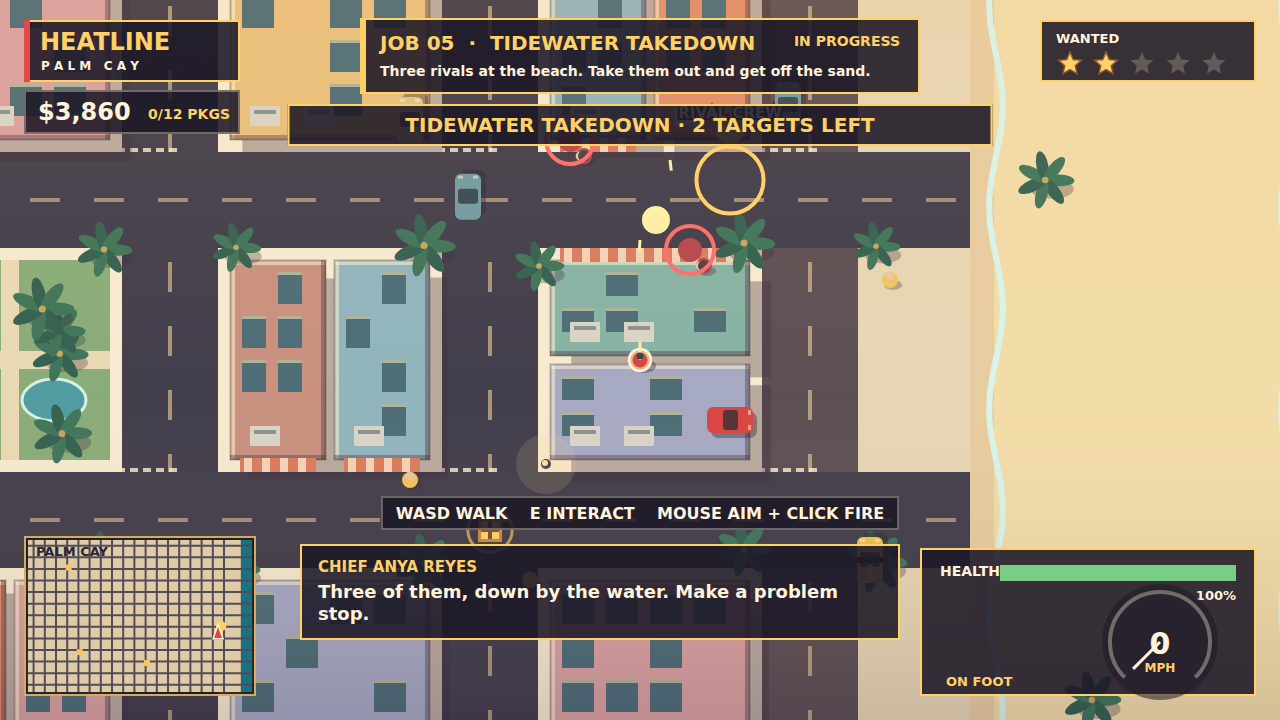 HEATLINE
PALM CAY
$3,860 0/12 PKGS
JOB 05 · TIDEWATER TAKEDOWN IN PROGRESS
Three rivals at the beach. Take them out and get off the sand.
WANTED
RIVAL CREW
TIDEWATER TAKEDOWN · 2 TARGETS LEFT
WASD WALK E INTERACT MOUSE AIM + CLICK FIRE
PALM CAY
CHIEF ANYA REYES
Three of them, down by the water. Make a problem
stop.
HEALTH
100%
0
MPH
ON FOOT